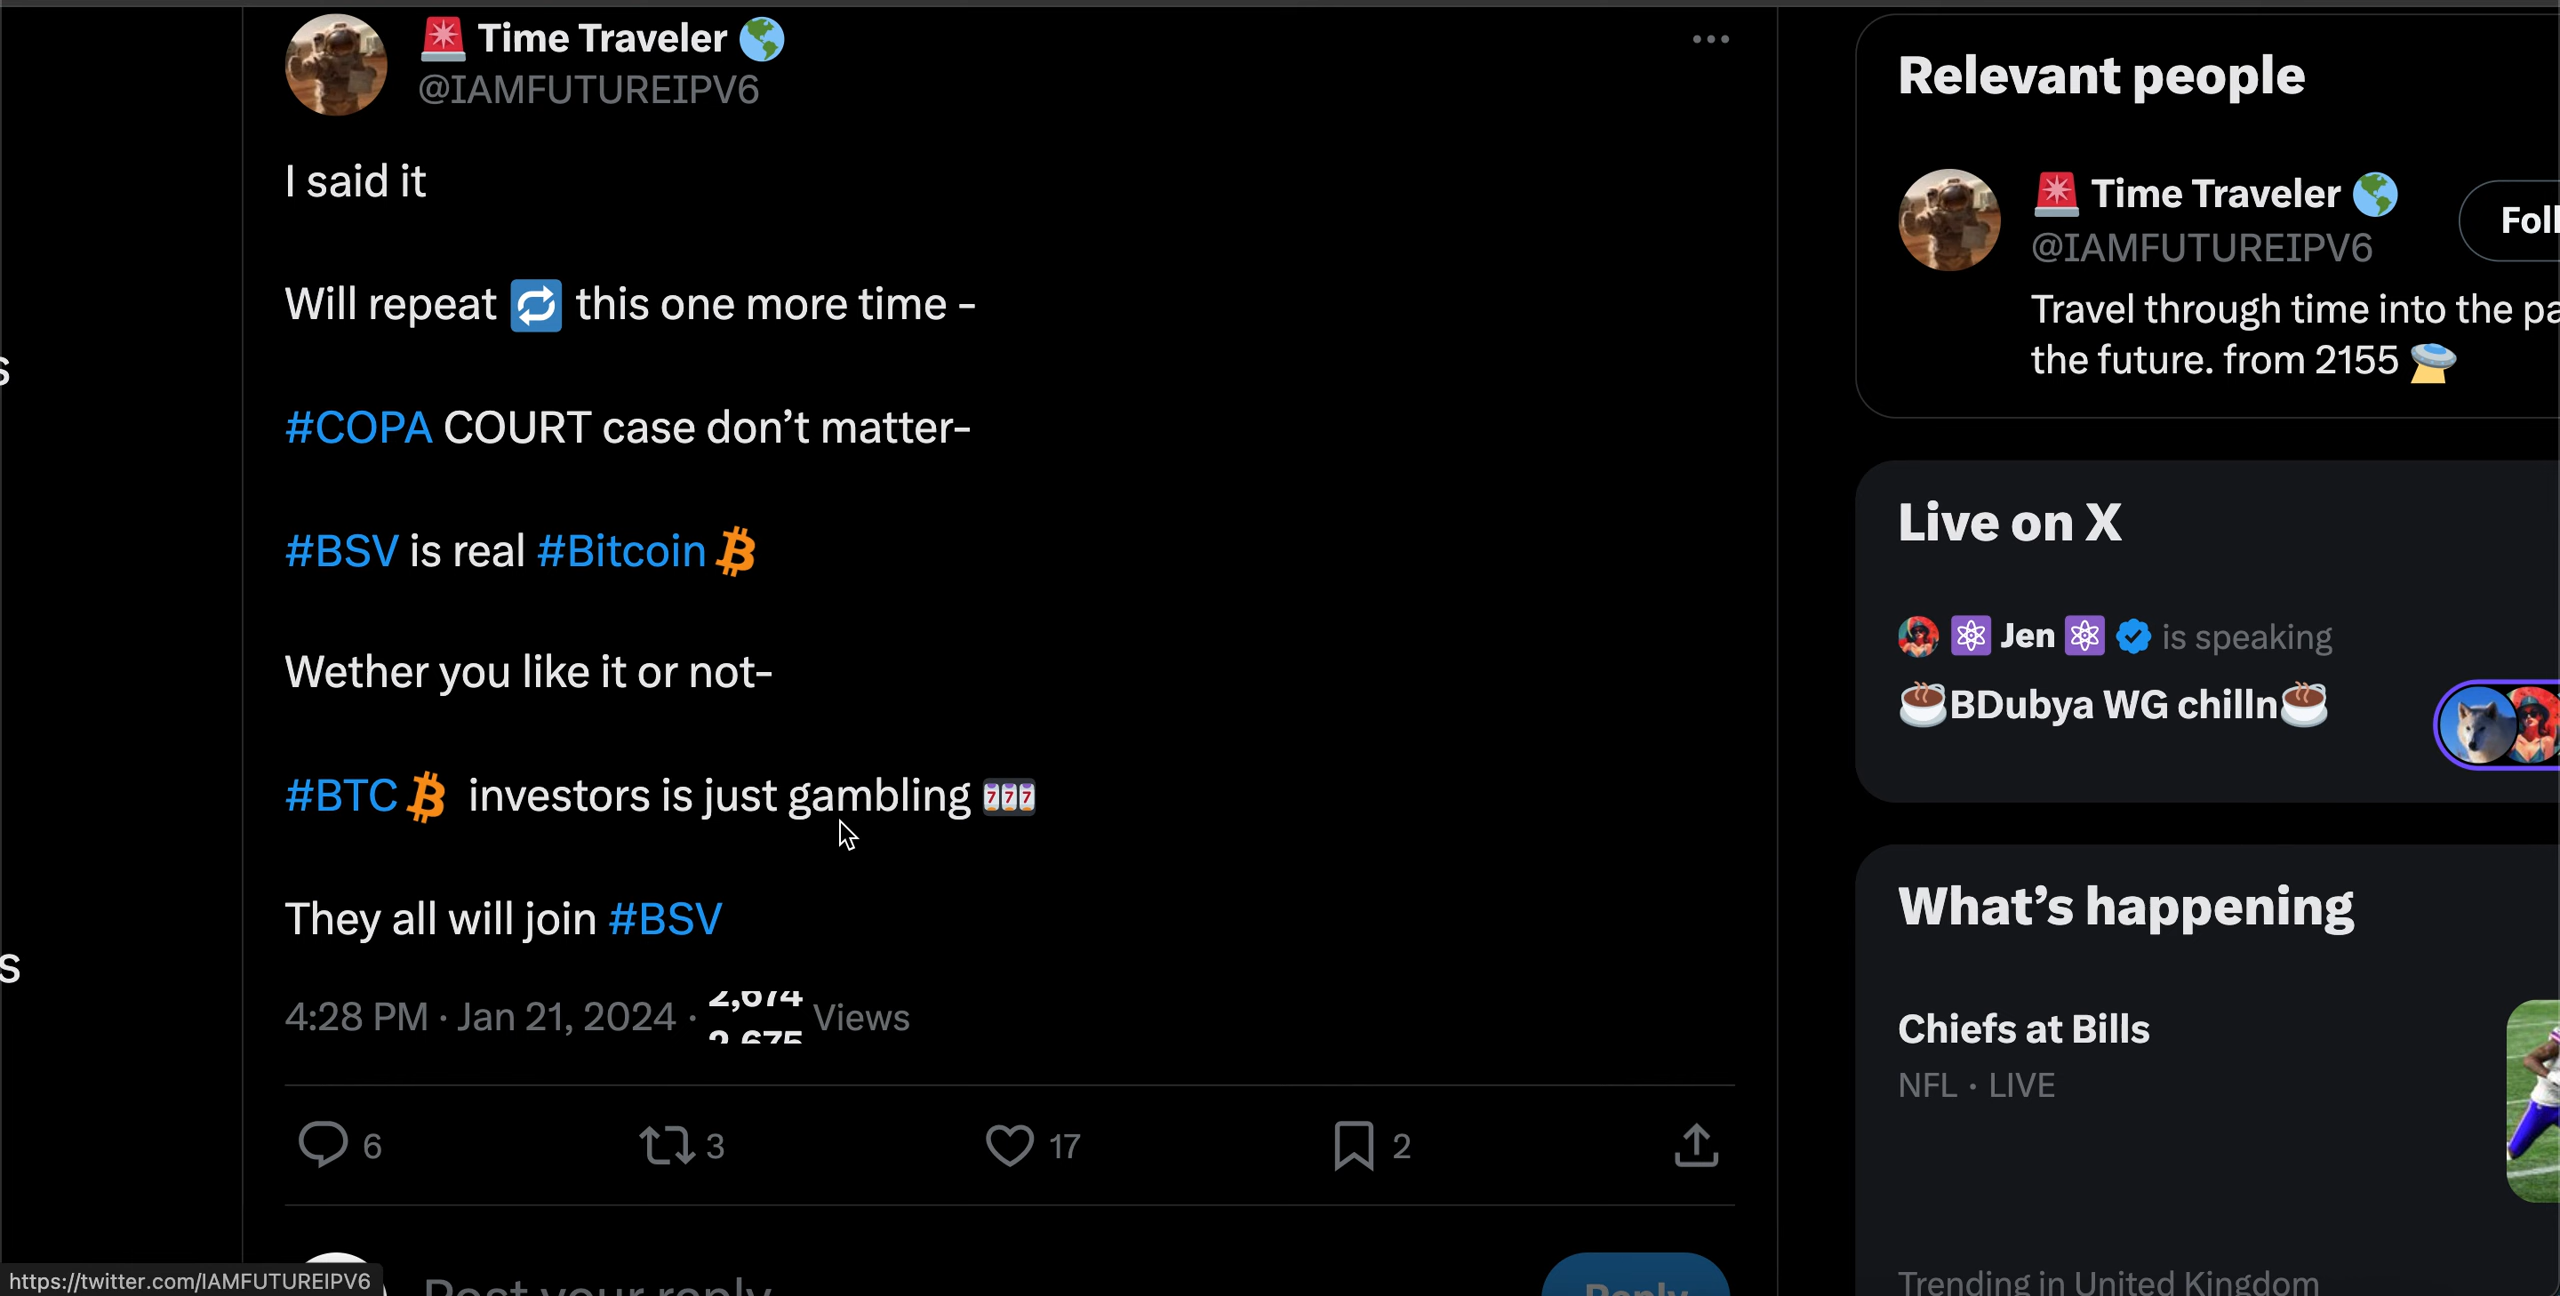 Time Traveler
@IAMFUTUREIPV6
I said it
Will repeat this one more time -
#COPA COURT case don’t matter-
#BSV is real #Bitcoin
Wether you like it or not-
#BTC investors is just gambling
They all will join #BSV
4:28 PM · Jan 21, 2024 · 2,674 2,675 Views
6 3 17 2
Post your reply
Reply
https://twitter.com/IAMFUTUREIPV6
Relevant people
Time Traveler
@IAMFUTUREIPV6
Foll
Travel through time into the pa
the future. from 2155
Live on X
Jen is speaking
BDubya WG chilln
What’s happening
Chiefs at Bills
NFL · LIVE
Trending in United Kingdom